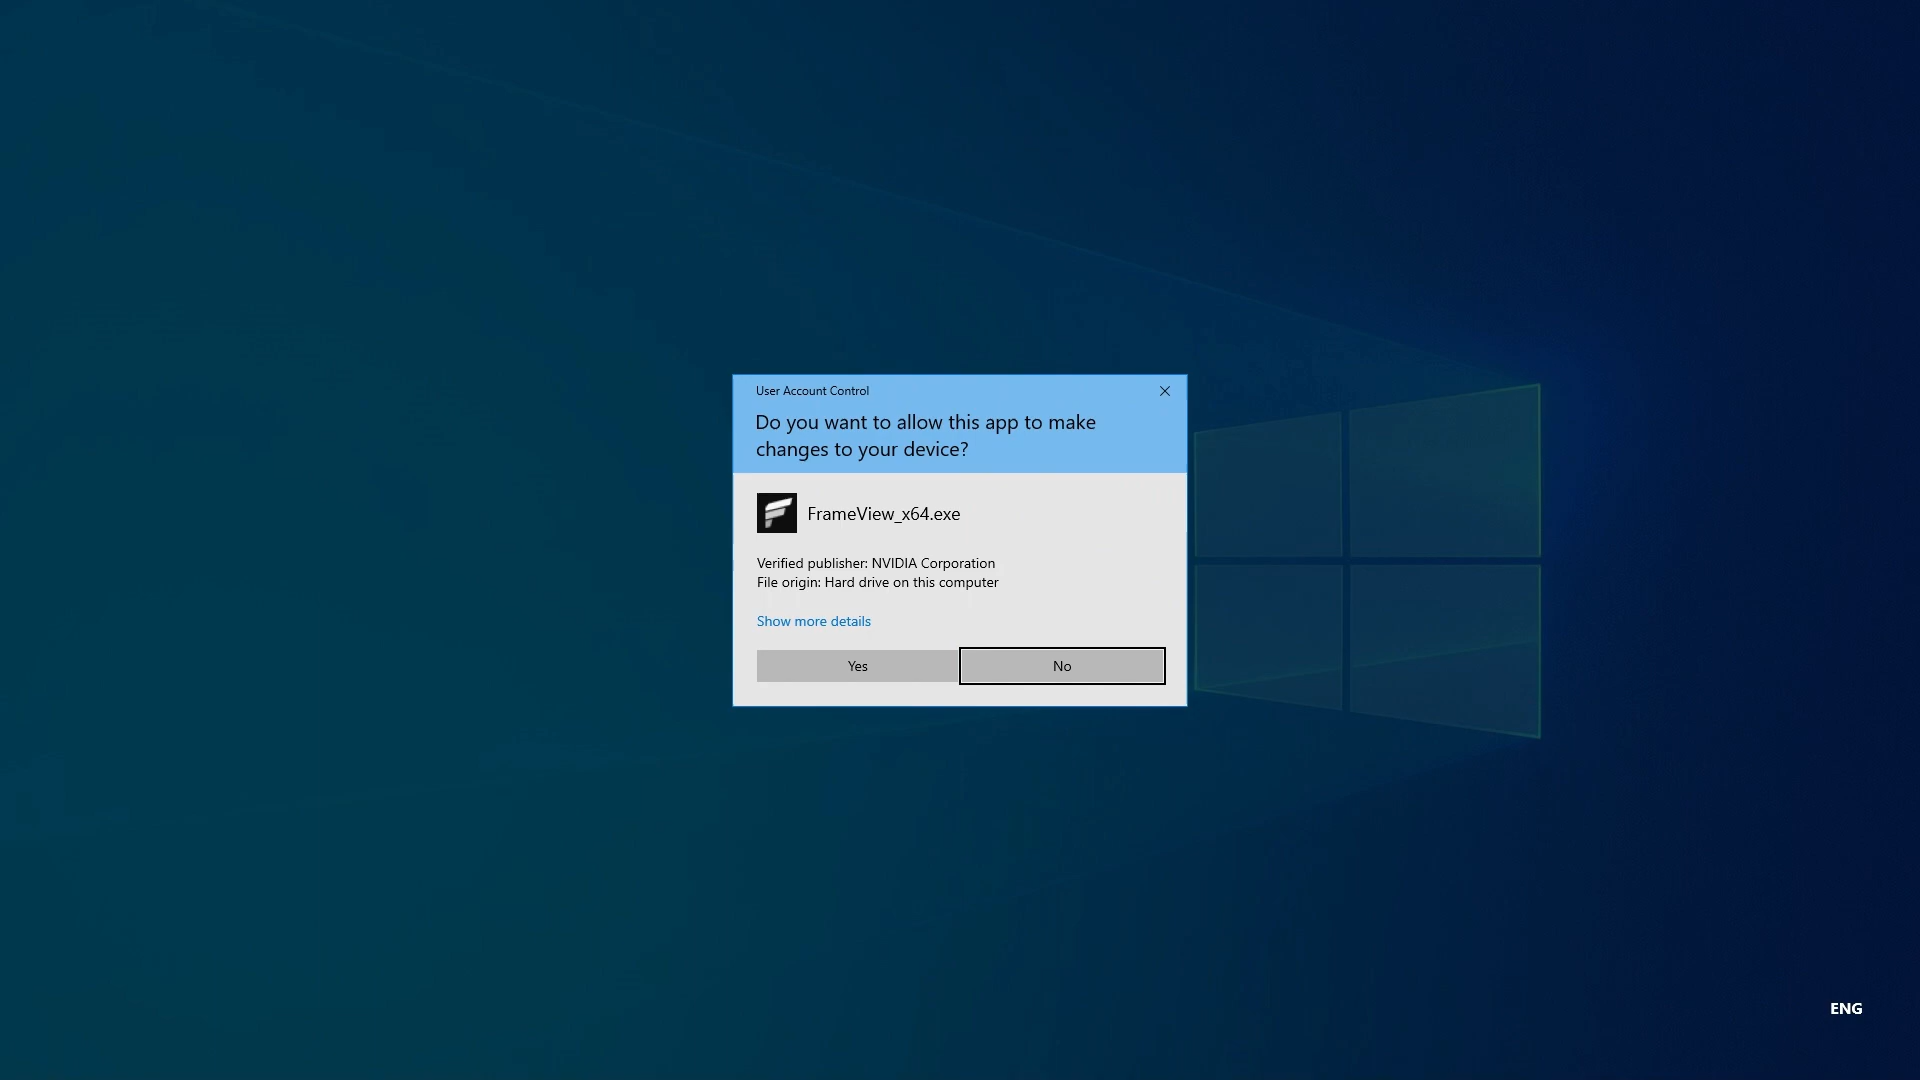 User Account Control
Do you want to allow this app to make
changes to your device?
FrameView_x64.exe
Verified publisher: NVIDIA Corporation
File origin: Hard drive on this computer
Show more details
Yes
No
ENG